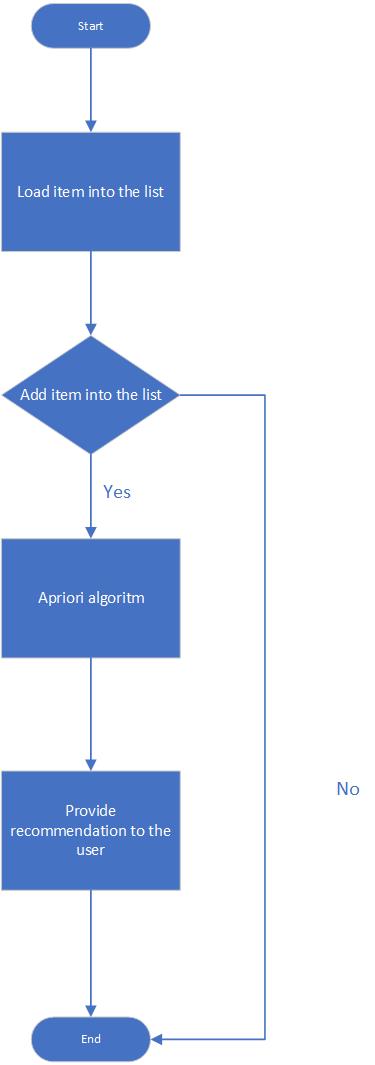 Start
Load item into the list
Add item into the list
Yes
Apriori algoritm
Provide
recommendation to the
user
No
End